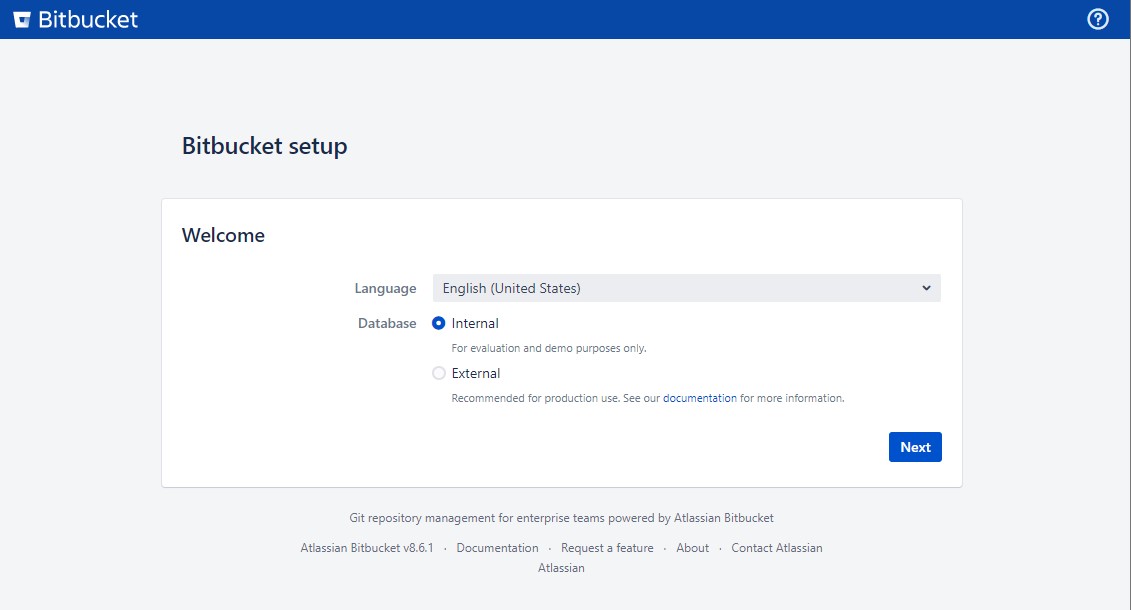 Bitbucket
Bitbucket setup
Welcome
Language English (United States)
Database Internal
For evaluation and demo purposes only.
External
Recommended for production use. See our documentation for more information.
Next
Git repository management for enterprise teams powered by Atlassian Bitbucket
Atlassian Bitbucket v8.6.1 · Documentation · Request a feature · About · Contact Atlassian
Atlassian